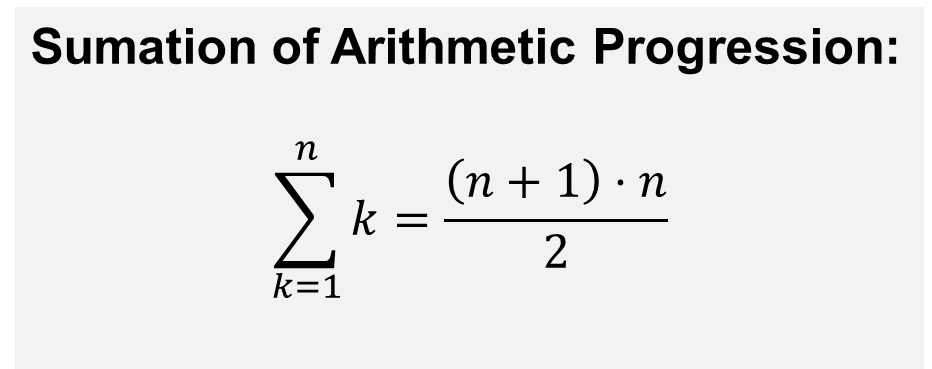 Sumation of Arithmetic Progression:
n
∑ k = (n + 1) · n / 2
k=1